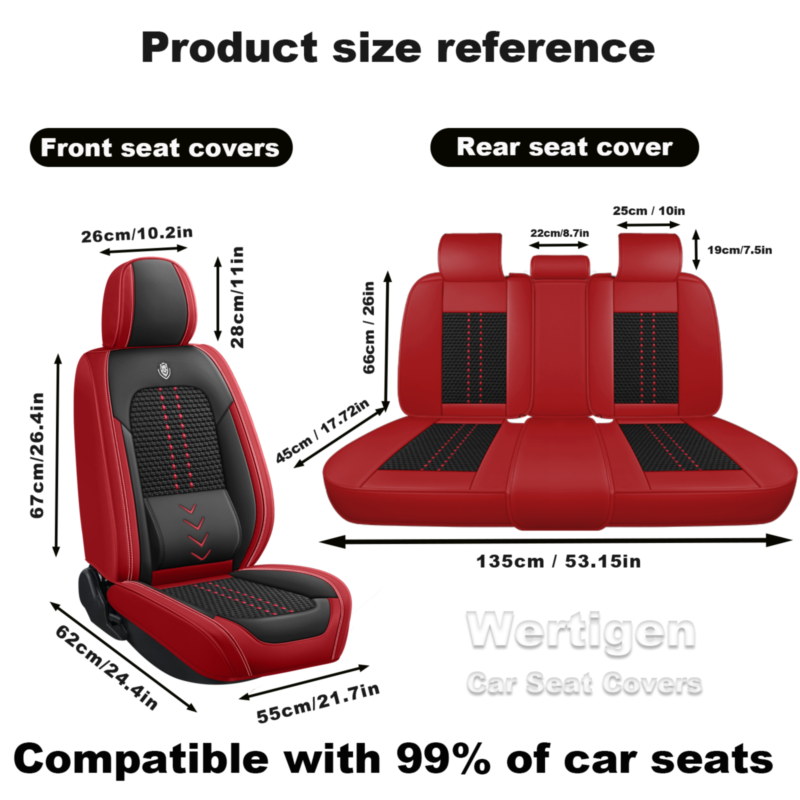 Product size reference
Front seat covers
Rear seat cover
26cm/10.2in
28cm/11in
67cm/26.4in
62cm/24.4in
55cm/21.7in
25cm / 10in
22cm/8.7in
19cm/7.5in
66cm / 26in
45cm / 17.72in
135cm / 53.15in
Wertigen
Car Seat Covers
Compatible with 99% of car seats